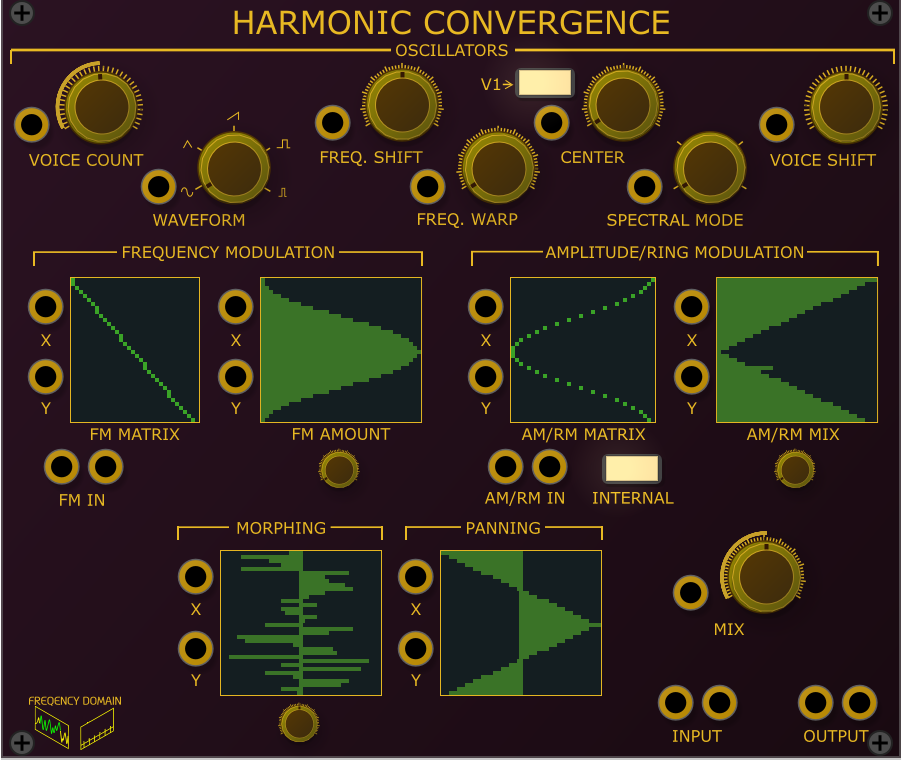 HARMONIC CONVERGENCE
OSCILLATORS
V1
VOICE COUNT
FREQ. SHIFT
CENTER
VOICE SHIFT
WAVEFORM
FREQ. WARP
SPECTRAL MODE
FREQUENCY MODULATION
AMPLITUDE/RING MODULATION
X
X
X
X
Y
Y
Y
Y
FM MATRIX
FM AMOUNT
AM/RM MATRIX
AM/RM MIX
FM IN
AM/RM IN
INTERNAL
MORPHING
PANNING
X
X
MIX
Y
Y
FREQENCY DOMAIN
INPUT
OUTPUT